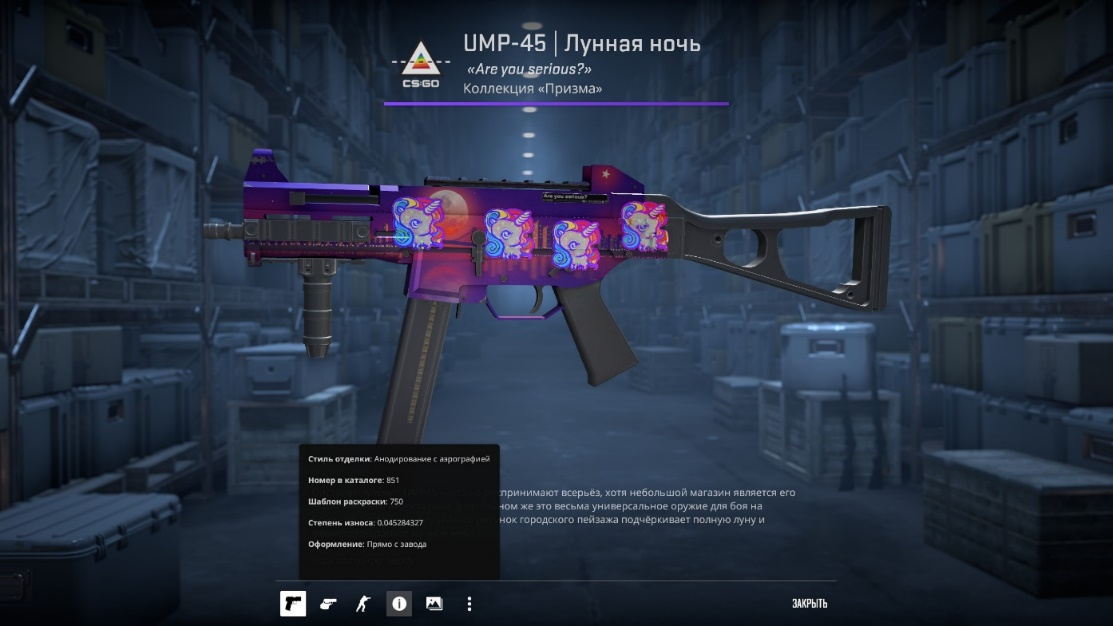 UMP-45 | Лунная ночь
«Are you serious?»
Коллекция «Призма»
CS:GO
Are you serious?
Стиль отделки: Анодирование с аэрографией
Номер в каталоге: 851
Шаблон раскраски: 750
Степень износа: 0.045284327
Оформление: Прямо с завода
принимают всерьёз, хотя небольшой магазин является его
же это весьма универсальное оружие для боя на
городского пейзажа подчёркивает полную луну и
ЗАКРЫТЬ